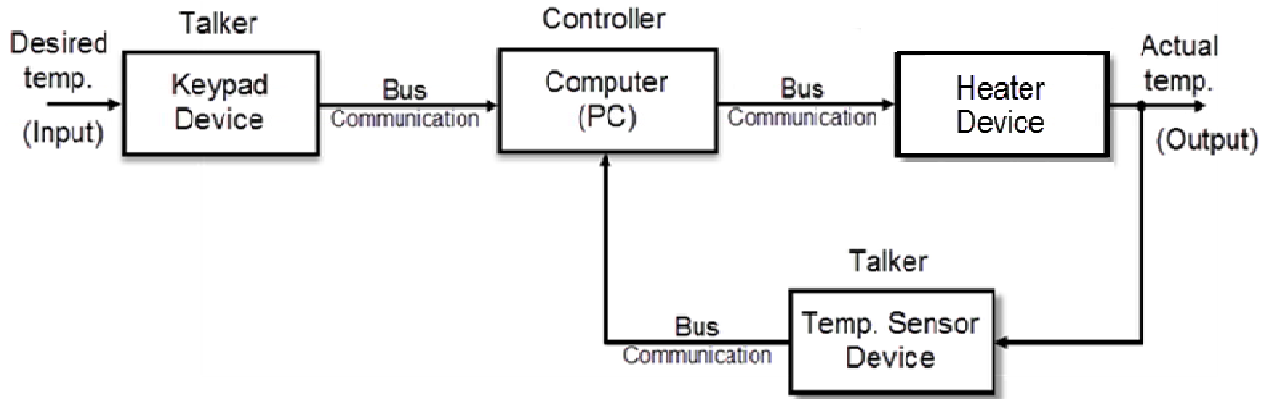 Talker
Controller
Desired
temp.
(Input)
Keypad
Device
Bus
Communication
Computer
(PC)
Bus
Communication
Heater
Device
Actual
temp.
(Output)
Talker
Temp. Sensor
Device
Bus
Communication